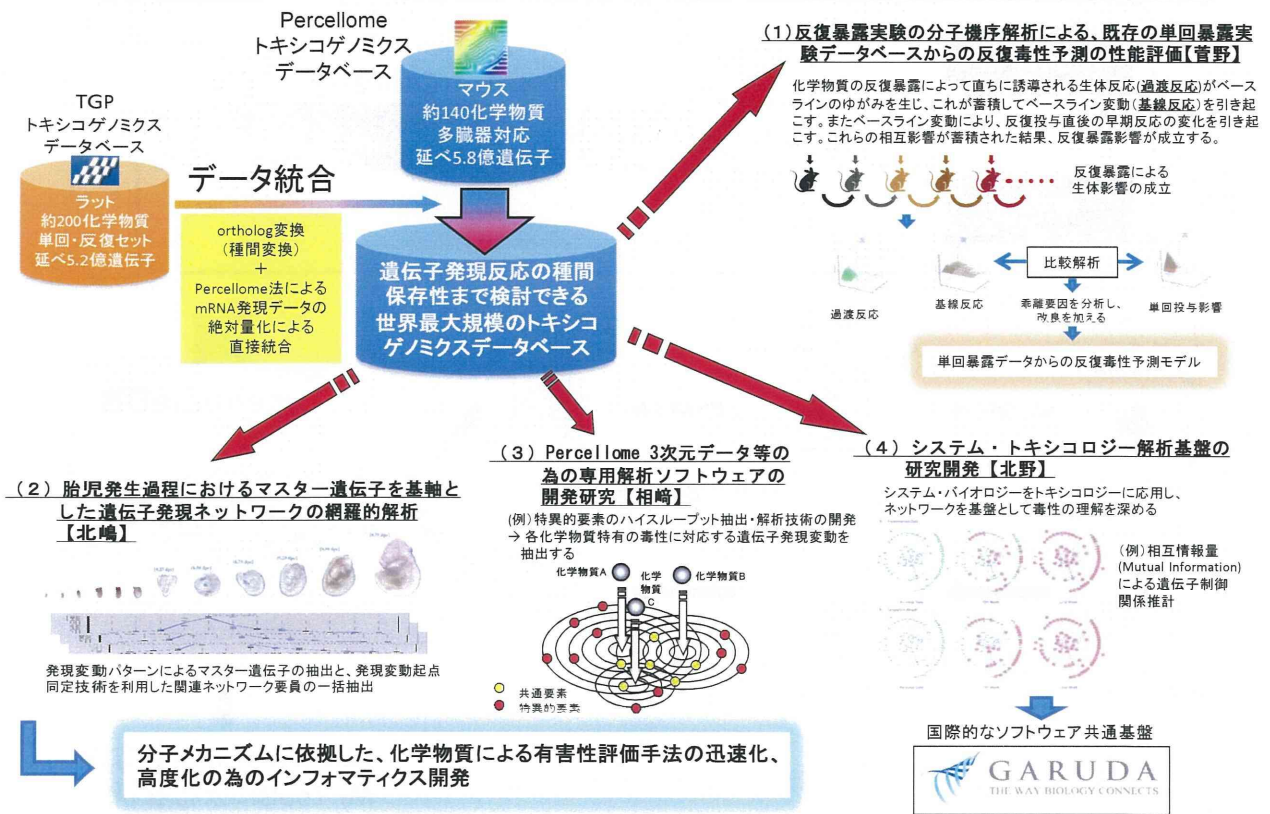 Percellome
トキシコゲノミクス
データベース
マウス
約140化学物質
多臓器対応
延べ5.8億遺伝子
TGP
トキシコゲノミクス
データベース
ラット
約200化学物質
単回・反復セット
延べ5.2億遺伝子
データ統合
ortholog変換
(種間変換)
+
Percellome法による
mRNA発現データの
絶対量化による
直接統合
遺伝子発現反応の種間
保存性まで検討できる
世界最大規模のトキシコ
ゲノミクスデータベース
(1)反復暴露実験の分子機序解析による、既存の単回暴露実
験データベースからの反復毒性予測の性能評価【菅野】
化学物質の反復暴露によって直ちに誘導される生体反応(過渡反応)がベース
ラインのゆがみを生じ、これが蓄積してベースライン変動(基線反応)を引き起
こす。またベースライン変動により、反復投与直後の早期反応の変化を引き起
こす。これらの相互影響が蓄積された結果、反復暴露影響が成立する。
反復暴露による
生体影響の成立
比較解析
過渡反応
基線反応
乖離要因を分析し、
改良を加える
単回投与影響
単回暴露データからの反復毒性予測モデル
(2) 胎児発生過程におけるマスター遺伝子を基軸と
した遺伝子発現ネットワークの網羅的解析
【北嶋】
発現変動パターンによるマスター遺伝子の抽出と、発現変動起点
同定技術を利用した関連ネットワーク要員の一括抽出
(3) Percellome 3次元データ等の
為の専用解析ソフトウェアの
開発研究【相﨑】
(例)特異的要素のハイスループット抽出・解析技術の開発
→ 各化学物質特有の毒性に対応する遺伝子発現変動を
抽出する
化学物質A
化学
物質
C
化学物質B
共通要素
特異的要素
(4) システム・トキシコロジー解析基盤の
研究開発【北野】
システム・バイオロジーをトキシコロジーに応用し、
ネットワークを基盤として毒性の理解を深める
(例)相互情報量
(Mutual Information)
による遺伝子制御
関係推計
国際的なソフトウェア共通基盤
GARUDA
THE WAY BIOLOGY CONNECTS
分子メカニズムに依拠した、化学物質による有害性評価手法の迅速化、
高度化の為のインフォマティクス開発